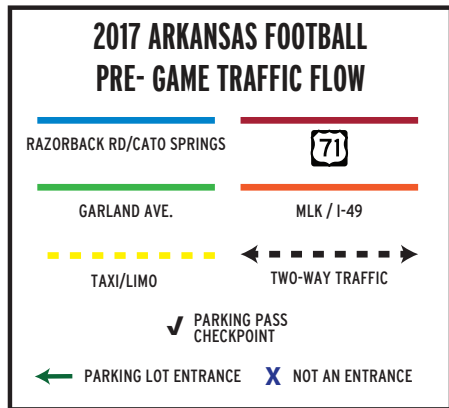 2017 ARKANSAS FOOTBALL
PRE- GAME TRAFFIC FLOW
RAZORBACK RD/CATO SPRINGS
71
GARLAND AVE.
MLK / I-49
TAXI/LIMO
TWO-WAY TRAFFIC
PARKING PASS
CHECKPOINT
PARKING LOT ENTRANCE
X NOT AN ENTRANCE